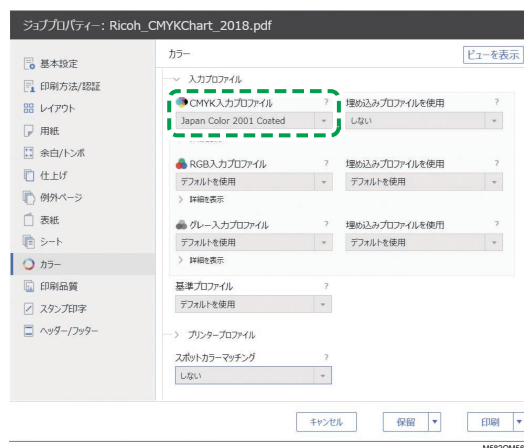 ジョブプロパティー: Ricoh_CMYKChart_2018.pdf
基本設定
印刷方法/認証
レイアウト
用紙
余白/トンボ
仕上げ
例外ページ
表紙
シート
カラー
印刷品質
スタンプ印字
ヘッダー/フッター
カラー
ビューを表示
入力プロファイル
CMYK入力プロファイル ?
埋め込みプロファイルを使用 ?
Japan Color 2001 Coated
しない
RGB入力プロファイル ?
埋め込みプロファイルを使用 ?
デフォルトを使用
デフォルトを使用
> 詳細を表示
グレー入力プロファイル ?
埋め込みプロファイルを使用 ?
デフォルトを使用
デフォルトを使用
> 詳細を表示
基準プロファイル ?
デフォルトを使用
> プリンタープロファイル
スポットカラーマッチング ?
しない
キャンセル
保留
印刷